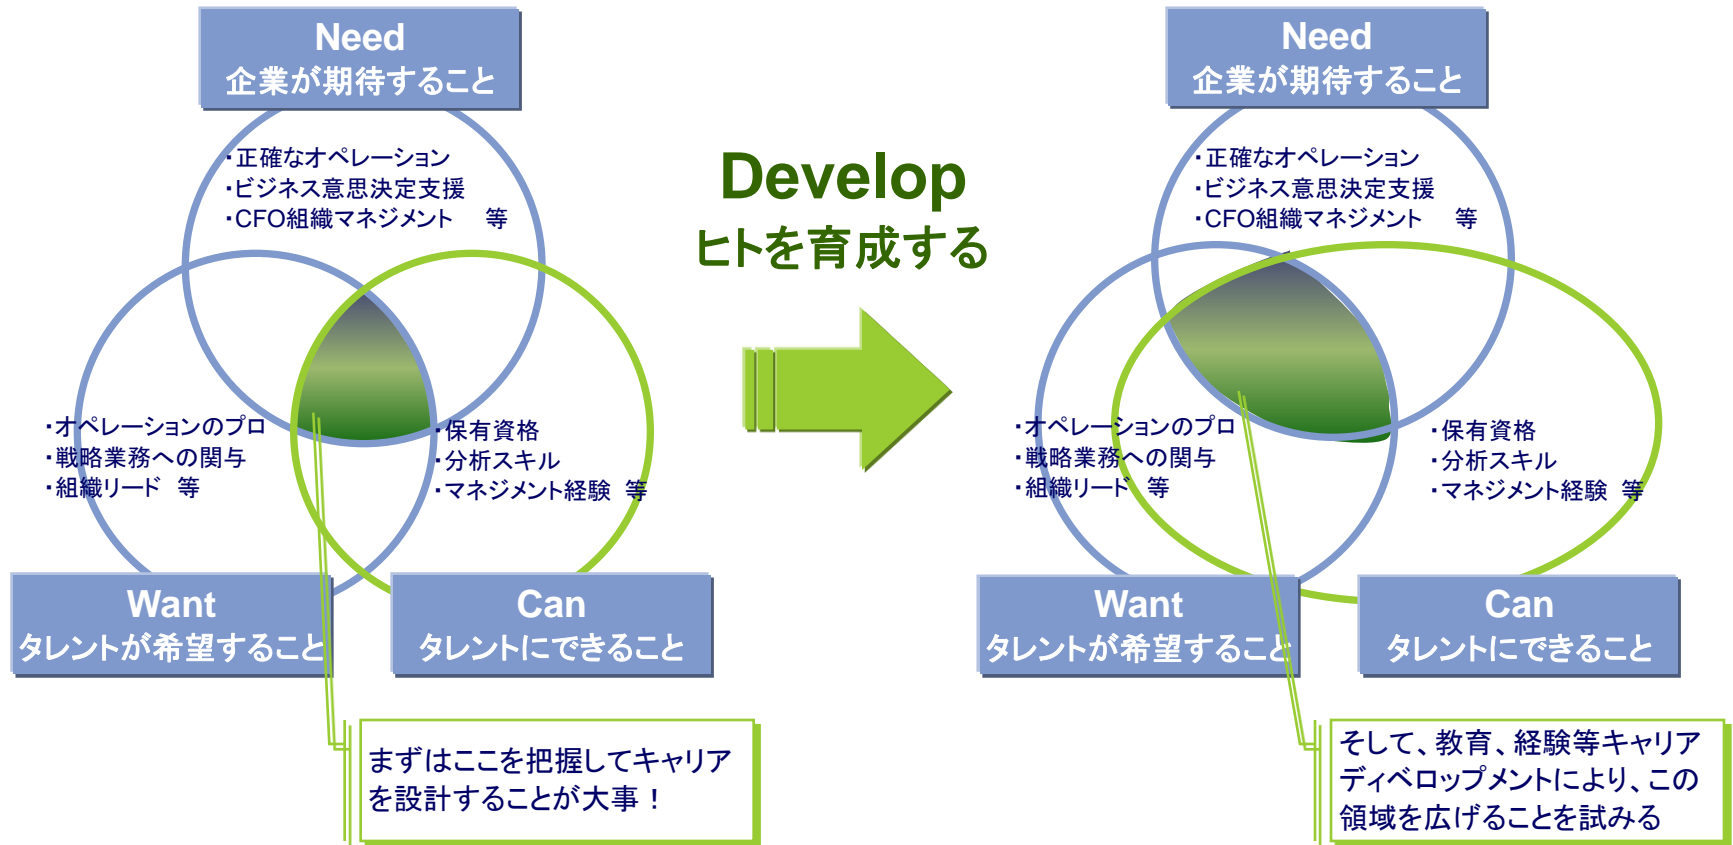 Need
企業が期待すること
・正確なオペレーション
・ビジネス意思決定支援
・CFO組織マネジメント 等
・オペレーションのプロ
・戦略業務への関与
・組織リード 等
・保有資格
・分析スキル
・マネジメント経験 等
Want
タレントが希望すること
Can
タレントにできること
まずはここを把握してキャリア
を設計することが大事！
Develop
ヒトを育成する
Need
企業が期待すること
・正確なオペレーション
・ビジネス意思決定支援
・CFO組織マネジメント 等
・オペレーションのプロ
・戦略業務への関与
・組織リード 等
・保有資格
・分析スキル
・マネジメント経験 等
Want
タレントが希望すること
Can
タレントにできること
そして、教育、経験等キャリア
ディベロップメントにより、この
領域を広げることを試みる